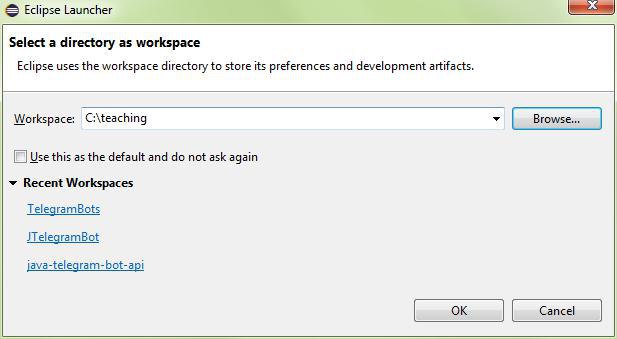 Eclipse Launcher
Select a directory as workspace
Eclipse uses the workspace directory to store its preferences and development artifacts.
Workspace: C:\teaching Browse...
Use this as the default and do not ask again
Recent Workspaces
TelegramBots
JTelegramBot
java-telegram-bot-api
OK Cancel